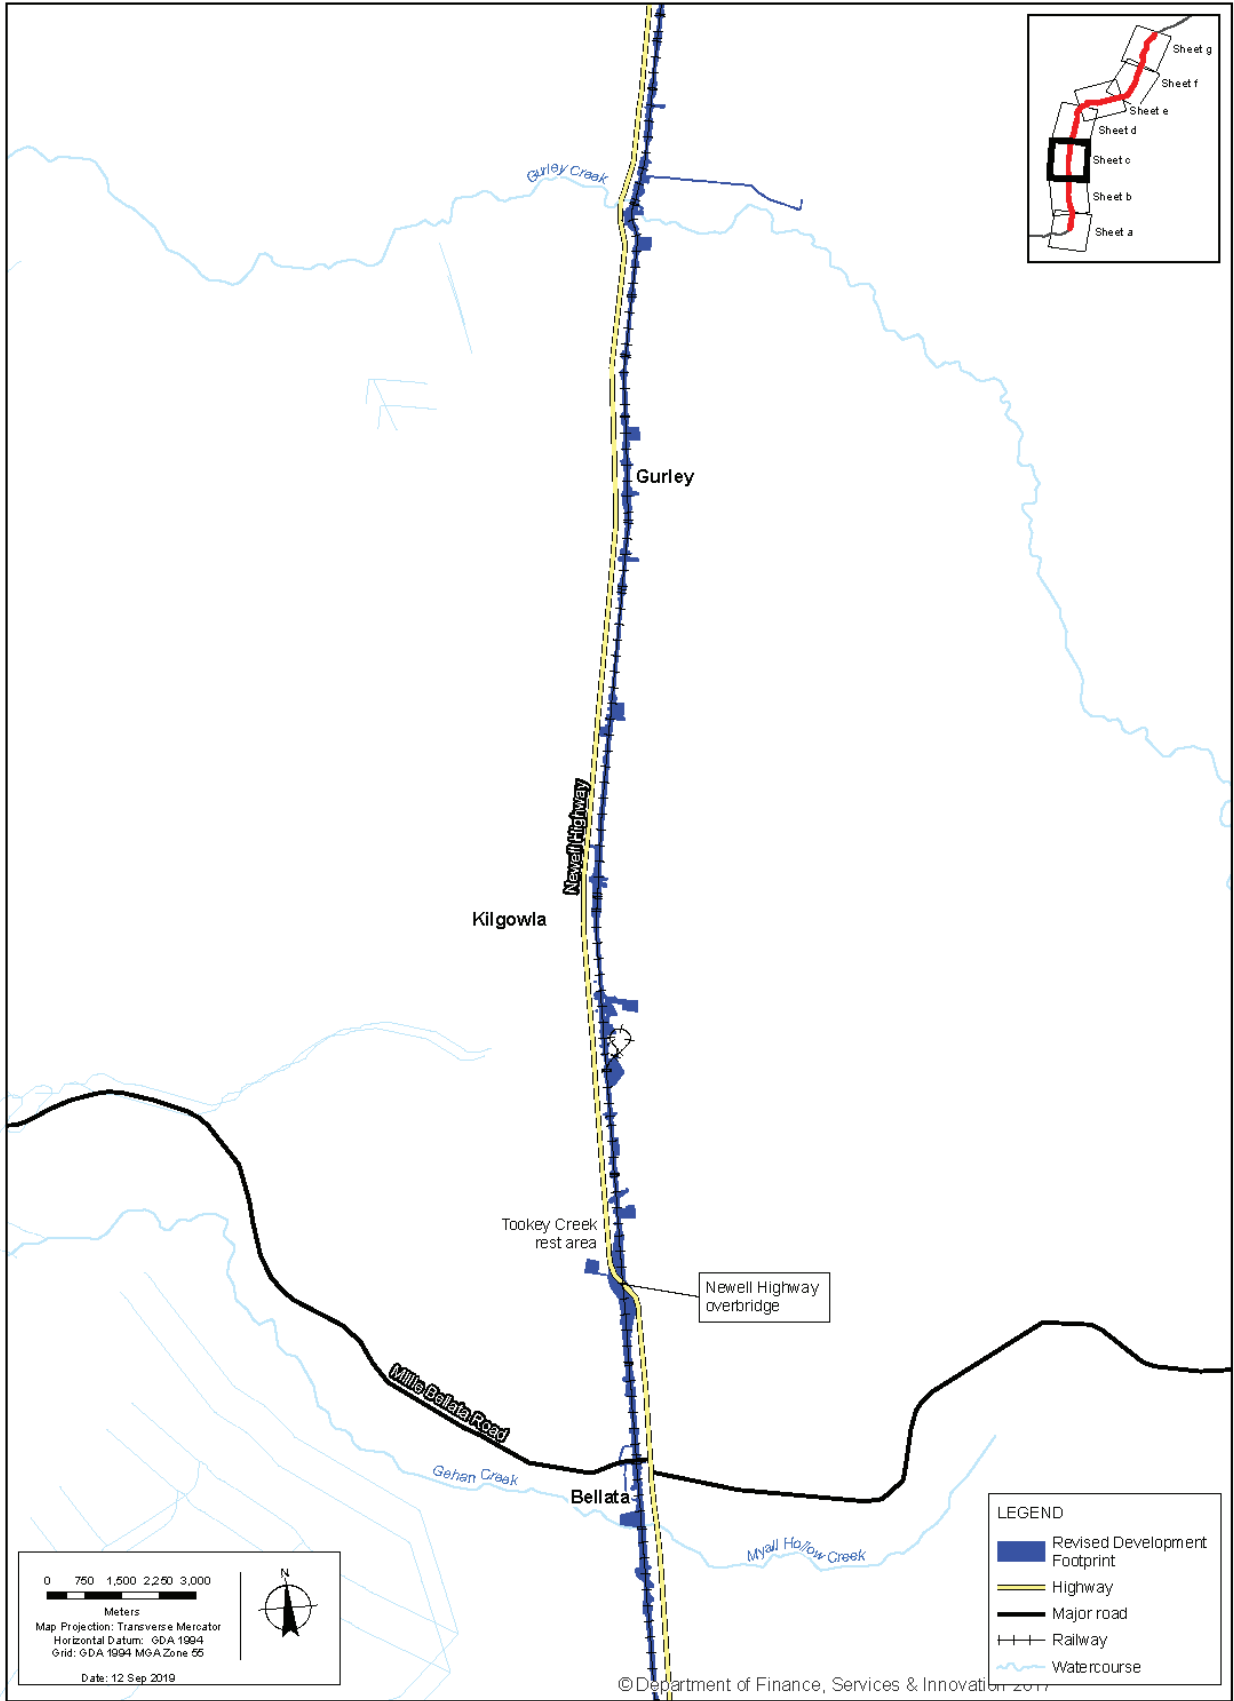 Sheet g
Sheet f
Sheet e
Sheet d
Sheet c
Sheet b
Sheet a
Gurley Creek
Gurley
Newell Highway
Kilgowla
Tookey Creek
rest area
Newell Highway
overbridge
Millie Bellata Road
Gehan Creek
Bellata
Myall Hollow Creek
LEGEND
Revised Development
Footprint
Highway
Major road
Railway
Watercourse
0 750 1,500 2,250 3,000
Meters
Map Projection: Transverse Mercator
Horizontal Datum: GDA 1994
Grid: GDA 1994 MGA Zone 55
Date: 12 Sep 2019
N
© Department of Finance, Services & Innovation 2017